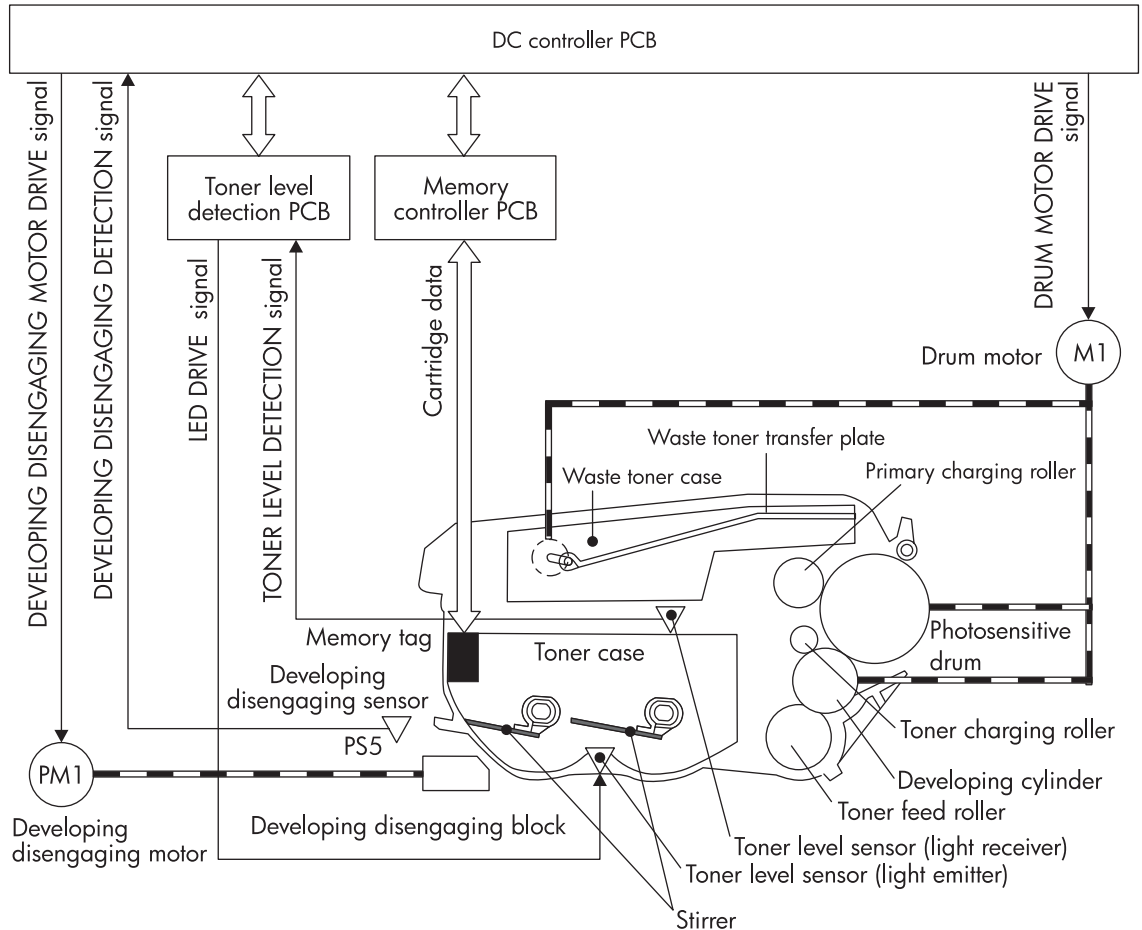 DC controller PCB
DEVELOPING DISENGAGING MOTOR DRIVE signal
DEVELOPING DISENGAGING DETECTION signal
DRUM MOTOR DRIVE
signal
Toner level
detection PCB
Memory
controller PCB
LED DRIVE signal
TONER LEVEL DETECTION signal
Cartridge data
Drum motor
M1
Waste toner transfer plate
Primary charging roller
Waste toner case
Memory tag
Toner case
Photosensitive
drum
Developing
disengaging sensor
PS5
Toner charging roller
PM1
Developing cylinder
Toner feed roller
Developing
disengaging motor
Developing disengaging block
Toner level sensor (light receiver)
Toner level sensor (light emitter)
Stirrer